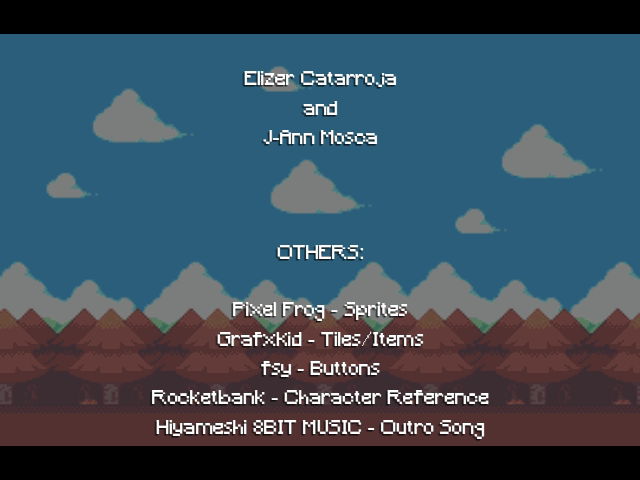 Elizer Catarroja
and
J-Ann Mosca
OTHERS:
Pixel Frog - Sprites
GrafxKid - Tiles/Items
fsy - Buttons
Rocketbank - Character Reference
Hiyameshi 8BIT MUSIC - Outro Song